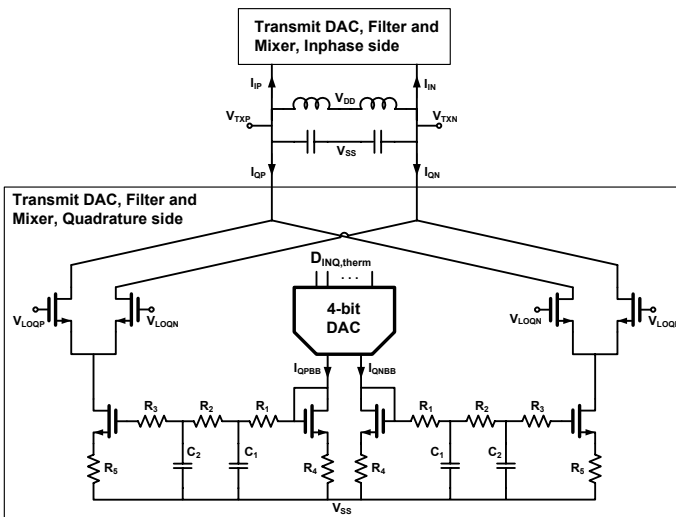 Transmit DAC, Filter and
Mixer, Inphase side
I_IP
I_IN
V_DD
V_TXP
V_TXN
V_SS
I_QP
I_QN
Transmit DAC, Filter and
Mixer, Quadrature side
D_INQ,therm
. . .
4-bit
DAC
V_LOQP
V_LOQN
V_LOQN
I_QPBB
I_QNBB
R_3
R_2
R_1
R_1
R_2
R_3
R_5
C_2
C_1
R_4
R_4
C_1
C_2
R_5
V_SS